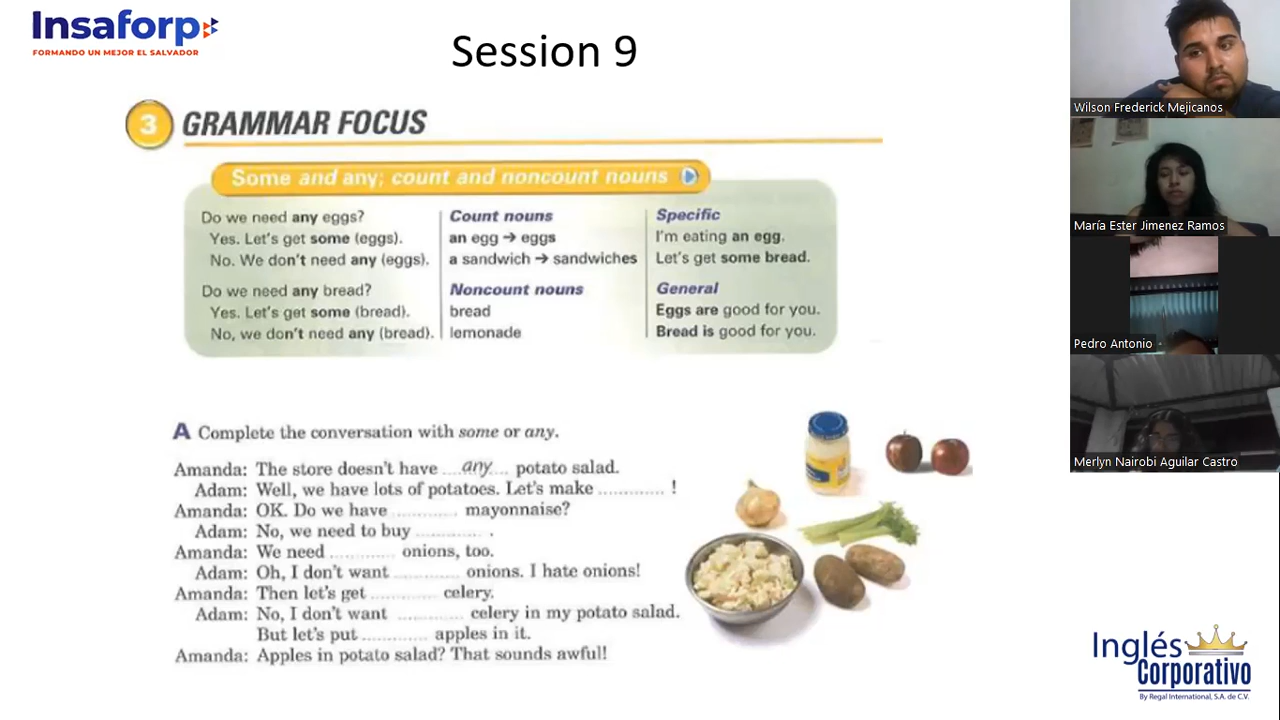 Insaforp
FORMANDO UN MEJOR EL SALVADOR
Session 9
3 GRAMMAR FOCUS
Some and any; count and noncount nouns
Do we need any eggs?
Yes. Let's get some (eggs).
No. We don't need any (eggs).
Do we need any bread?
Yes. Let's get some (bread).
No, we don't need any (bread).
Count nouns
an egg → eggs
a sandwich → sandwiches
Noncount nouns
bread
lemonade
Specific
I'm eating an egg.
Let's get some bread.
General
Eggs are good for you.
Bread is good for you.
A Complete the conversation with some or any.
Amanda: The store doesn't have ....any.... potato salad.
Adam: Well, we have lots of potatoes. Let's make ............ !
Amanda: OK. Do we have ............ mayonnaise?
Adam: No, we need to buy ............ .
Amanda: We need ............ onions, too.
Adam: Oh, I don't want ............ onions. I hate onions!
Amanda: Then let's get ............ celery.
Adam: No, I don't want ............ celery in my potato salad.
But let's put ............ apples in it.
Amanda: Apples in potato salad? That sounds awful!
Wilson Frederick Mejicanos
María Ester Jimenez Ramos
Pedro Antonio
Merlyn Nairobi Aguilar Castro
Inglés
Corporativo
By Regal International, S.A. de C.V.